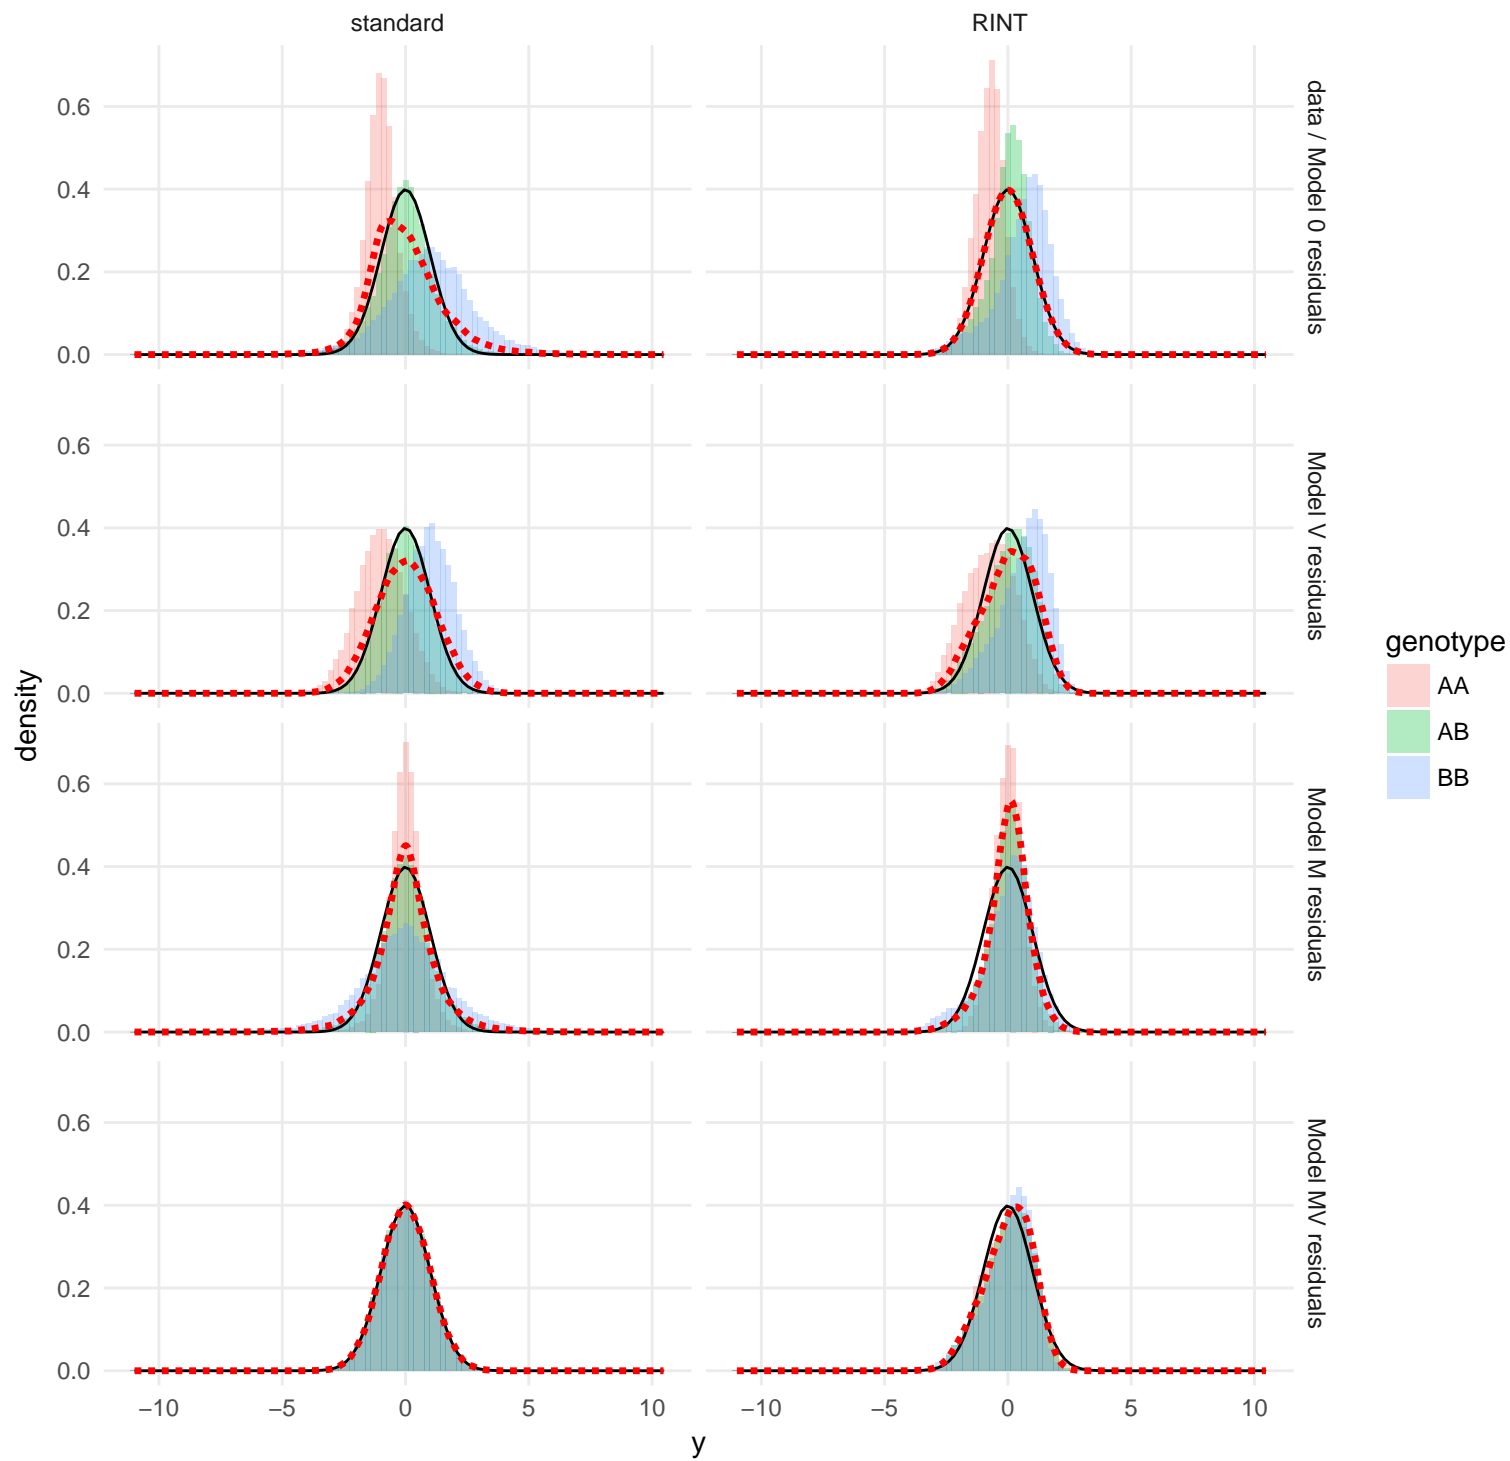 standard
RINT
0.6
0.4
0.2
0.0
data / Model 0 residuals
0.6
0.4
0.2
0.0
Model V residuals
0.6
0.4
0.2
0.0
Model M residuals
0.6
0.4
0.2
0.0
Model MV residuals
density
−10
−5
0
5
10
−10
−5
0
5
10
y
genotype
AA
AB
BB